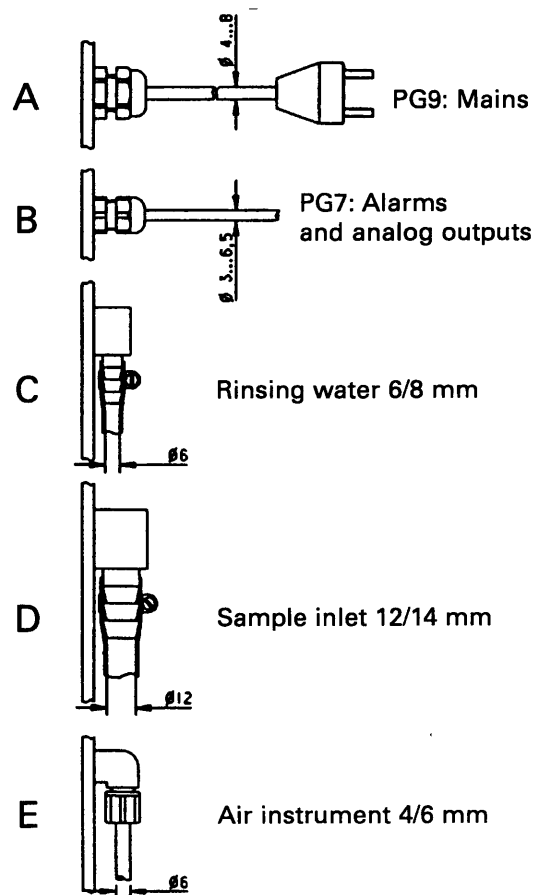 Ø 4...8
A
PG9: Mains
B
PG7: Alarms
and analog outputs
Ø 3...6,5
C
Rinsing water 6/8 mm
Ø6
D
Sample inlet 12/14 mm
Ø12
E
Air instrument 4/6 mm
Ø6